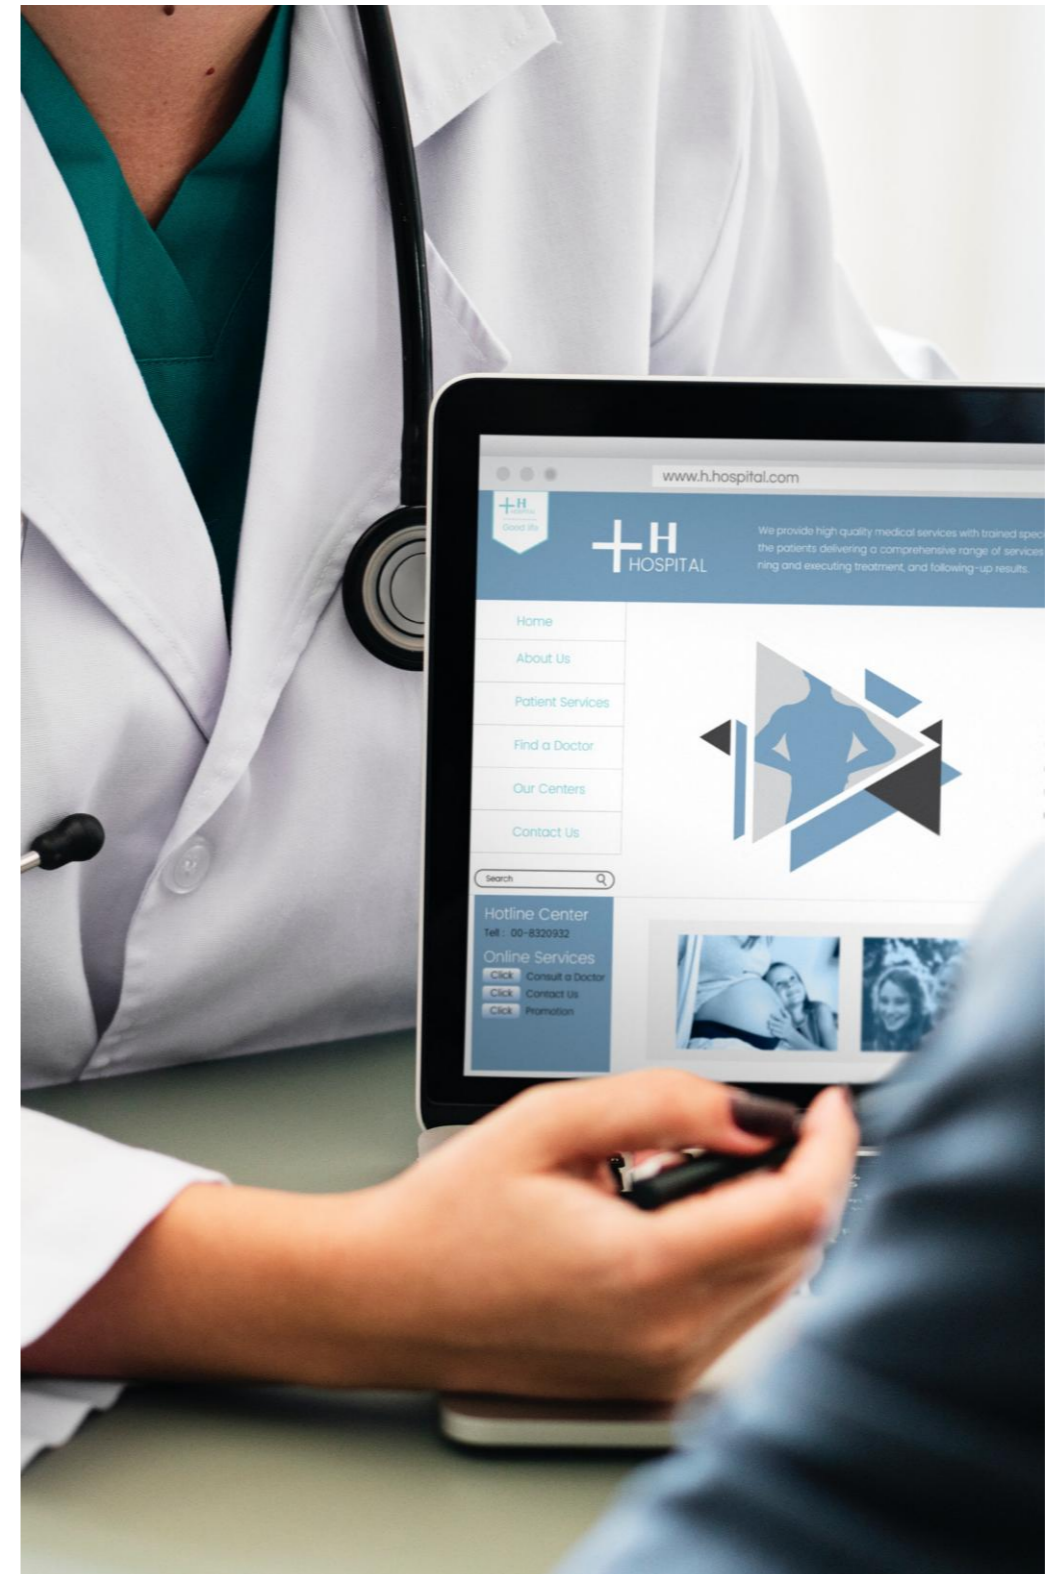 www.h.hospital.com
H
HOSPITAL
Good life
H
HOSPITAL
We provide high quality medical services with trained
the patients delivering a comprehensive range of services
ning and executing treatment, and following-up results.
Home
About Us
Patient Services
Find a Doctor
Our Centers
Contact Us
Search
Hotline Center
Tell : 00-8320932
Online Services
Click Consult a Doctor
Click Contact Us
Click Promotion